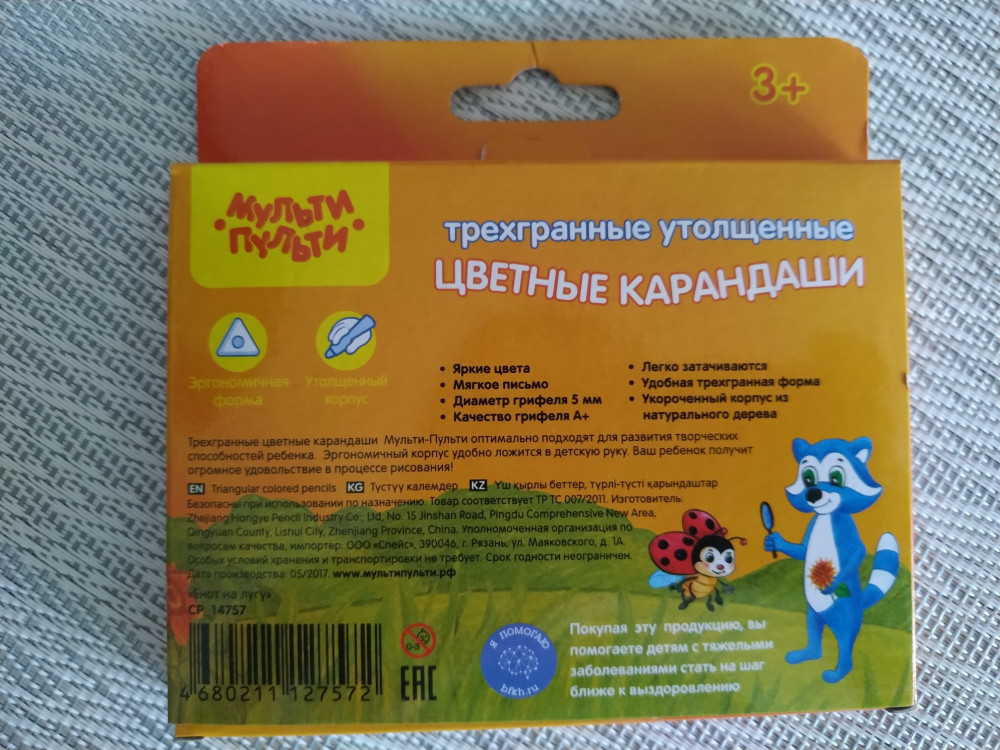 3+
МУЛЬТИ
ПУЛЬТИ
трехгранные утолщенные
ЦВЕТНЫЕ КАРАНДАШИ
Эргономичная
форма
Утолщенный
корпус
• Яркие цвета
• Мягкое письмо
• Диаметр грифеля 5 мм
• Качество грифеля А+
• Легко затачиваются
• Удобная трехгранная форма
• Укороченный корпус из
натурального дерева
Трехгранные цветные карандаши Мульти-Пульти оптимально подходят для развития творческих
способностей ребенка. Эргономичный корпус удобно ложится в детскую руку. Ваш ребенок получит
огромное удовольствие в процессе рисования!
EN Triangular colored pencils KG Түстүү калемдер KZ Үш қырлы беттер, түрлі-түсті қарындаштар
Безопасны при использовании по назначению. Товар соответствует ТР ТС 007/2011. Изготовитель:
Zhejiang Hongye Pencil Industry Co., Ltd, No. 15 Jinshan Road, Pingdu Comprehensive New Area,
Qingyuan County, Lishui City, Zhenjiang Province, China. Уполномоченная организация по
вопросам качества, импортер: ООО «Спейс», 390046, г. Рязань, ул. Маяковского, д. 1А.
Особых условий хранения и транспортировки не требует. Срок годности неограничен.
Дата производства: 05/2017 www.мультипульти.рф
«Енот на лугу»
CP_14757
4 680211 127572
0-3
EAC
Я ПОМОГАЮ
bfkh.ru
Покупая эту продукцию, вы
помогаете детям с тяжелыми
заболеваниями стать на шаг
ближе к выздоровлению